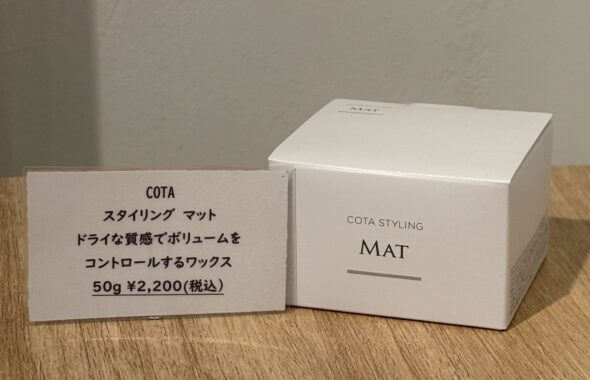 COTA
スタイリング マット
ドライな質感でボリュームを
コントロールするワックス
50g ¥2,200(税込)
MAT
COTA STYLING
MAT